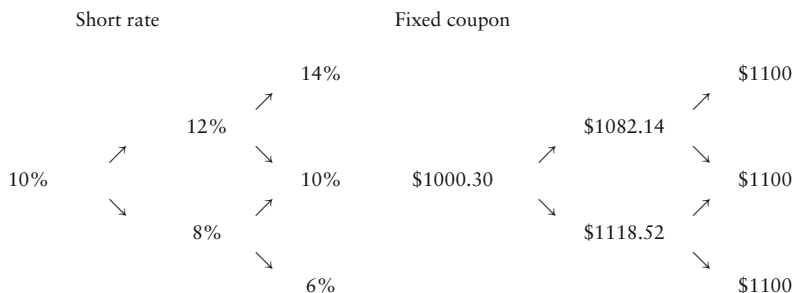 Short rate Fixed coupon
14% $1100
12% $1082.14
10% 10% $1000.30 $1100
8% $1118.52
6% $1100